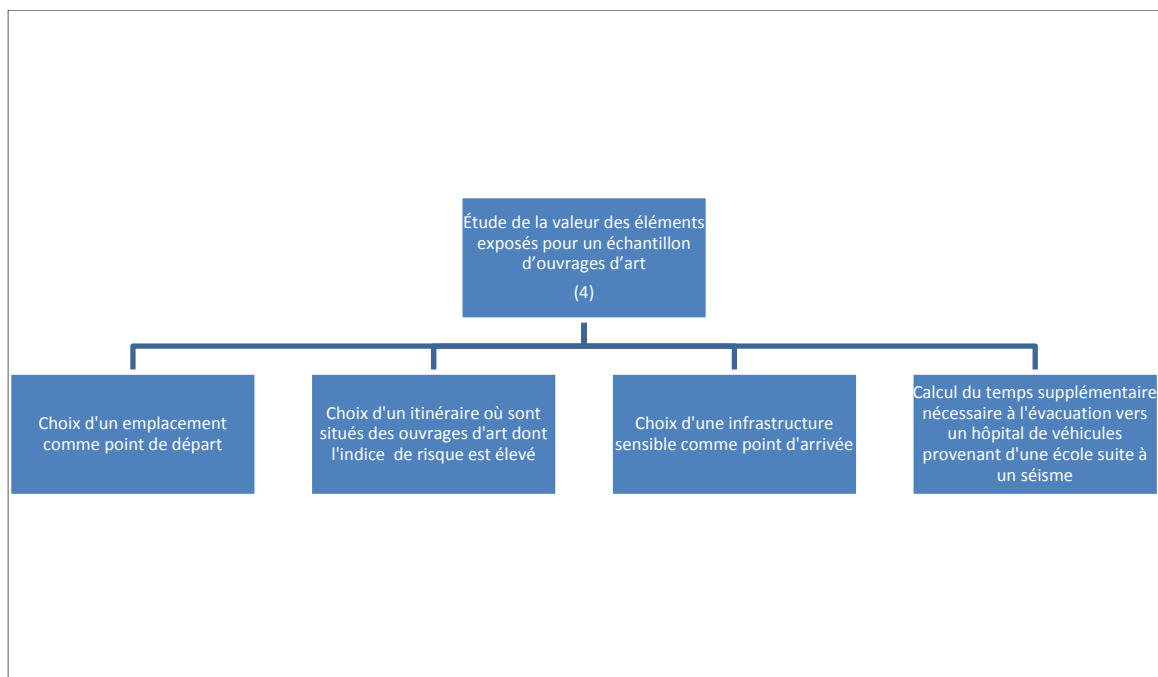 Étude de la valeur des éléments
exposés pour un échantillon
d’ouvrages d’art
(4)
Choix d'un emplacement
comme point de départ
Choix d'un itinéraire où sont
situés des ouvrages d'art dont
l'indice  de risque est élevé
Choix d'une infrastructure
sensible comme point d'arrivée
Calcul du temps supplémentaire
nécessaire à l'évacuation vers
un hôpital de véhicules
provenant d'une école suite à
un séisme